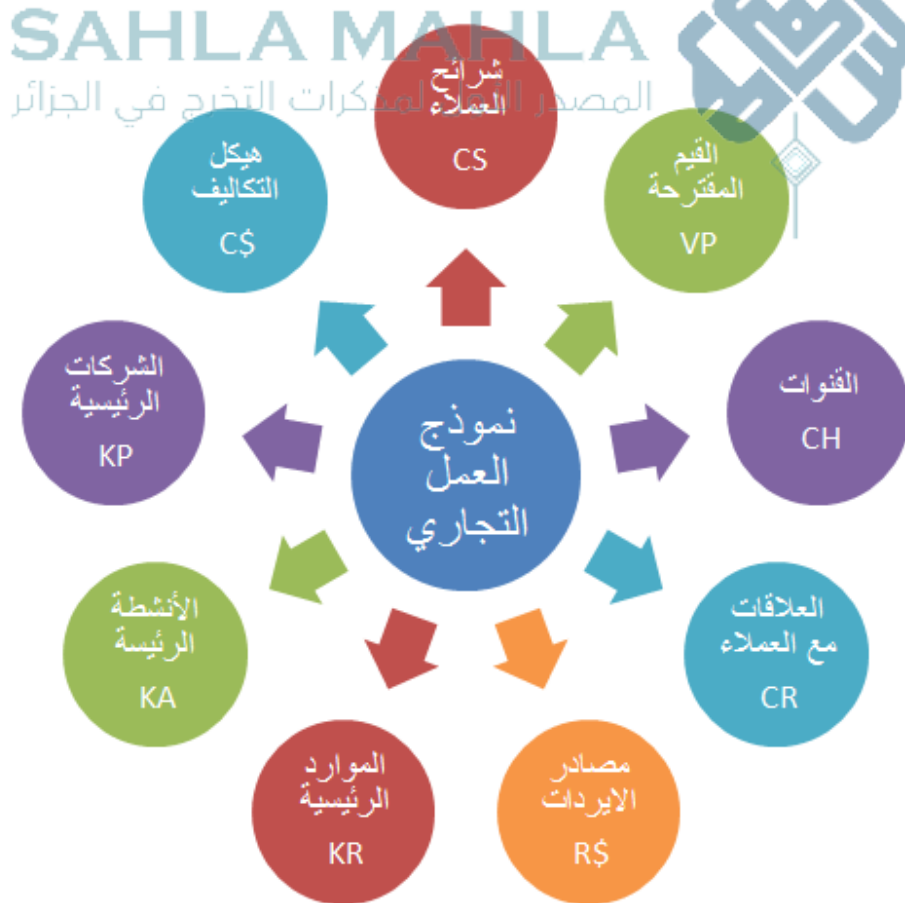 SAHLA MAHLA
المصدر الأول لمذكرات التخرج في الجزائر
شرائح
العملاء
CS
القيم
المقترحة
VP
القنوات
CH
العلاقات
مع العملاء
CR
مصادر
الايردات
R$
الموارد
الرئيسية
KR
الأنشطة
الرئيسة
KA
الشركات
الرئيسية
KP
هيكل
التكاليف
C$
نموذج
العمل
التجاري